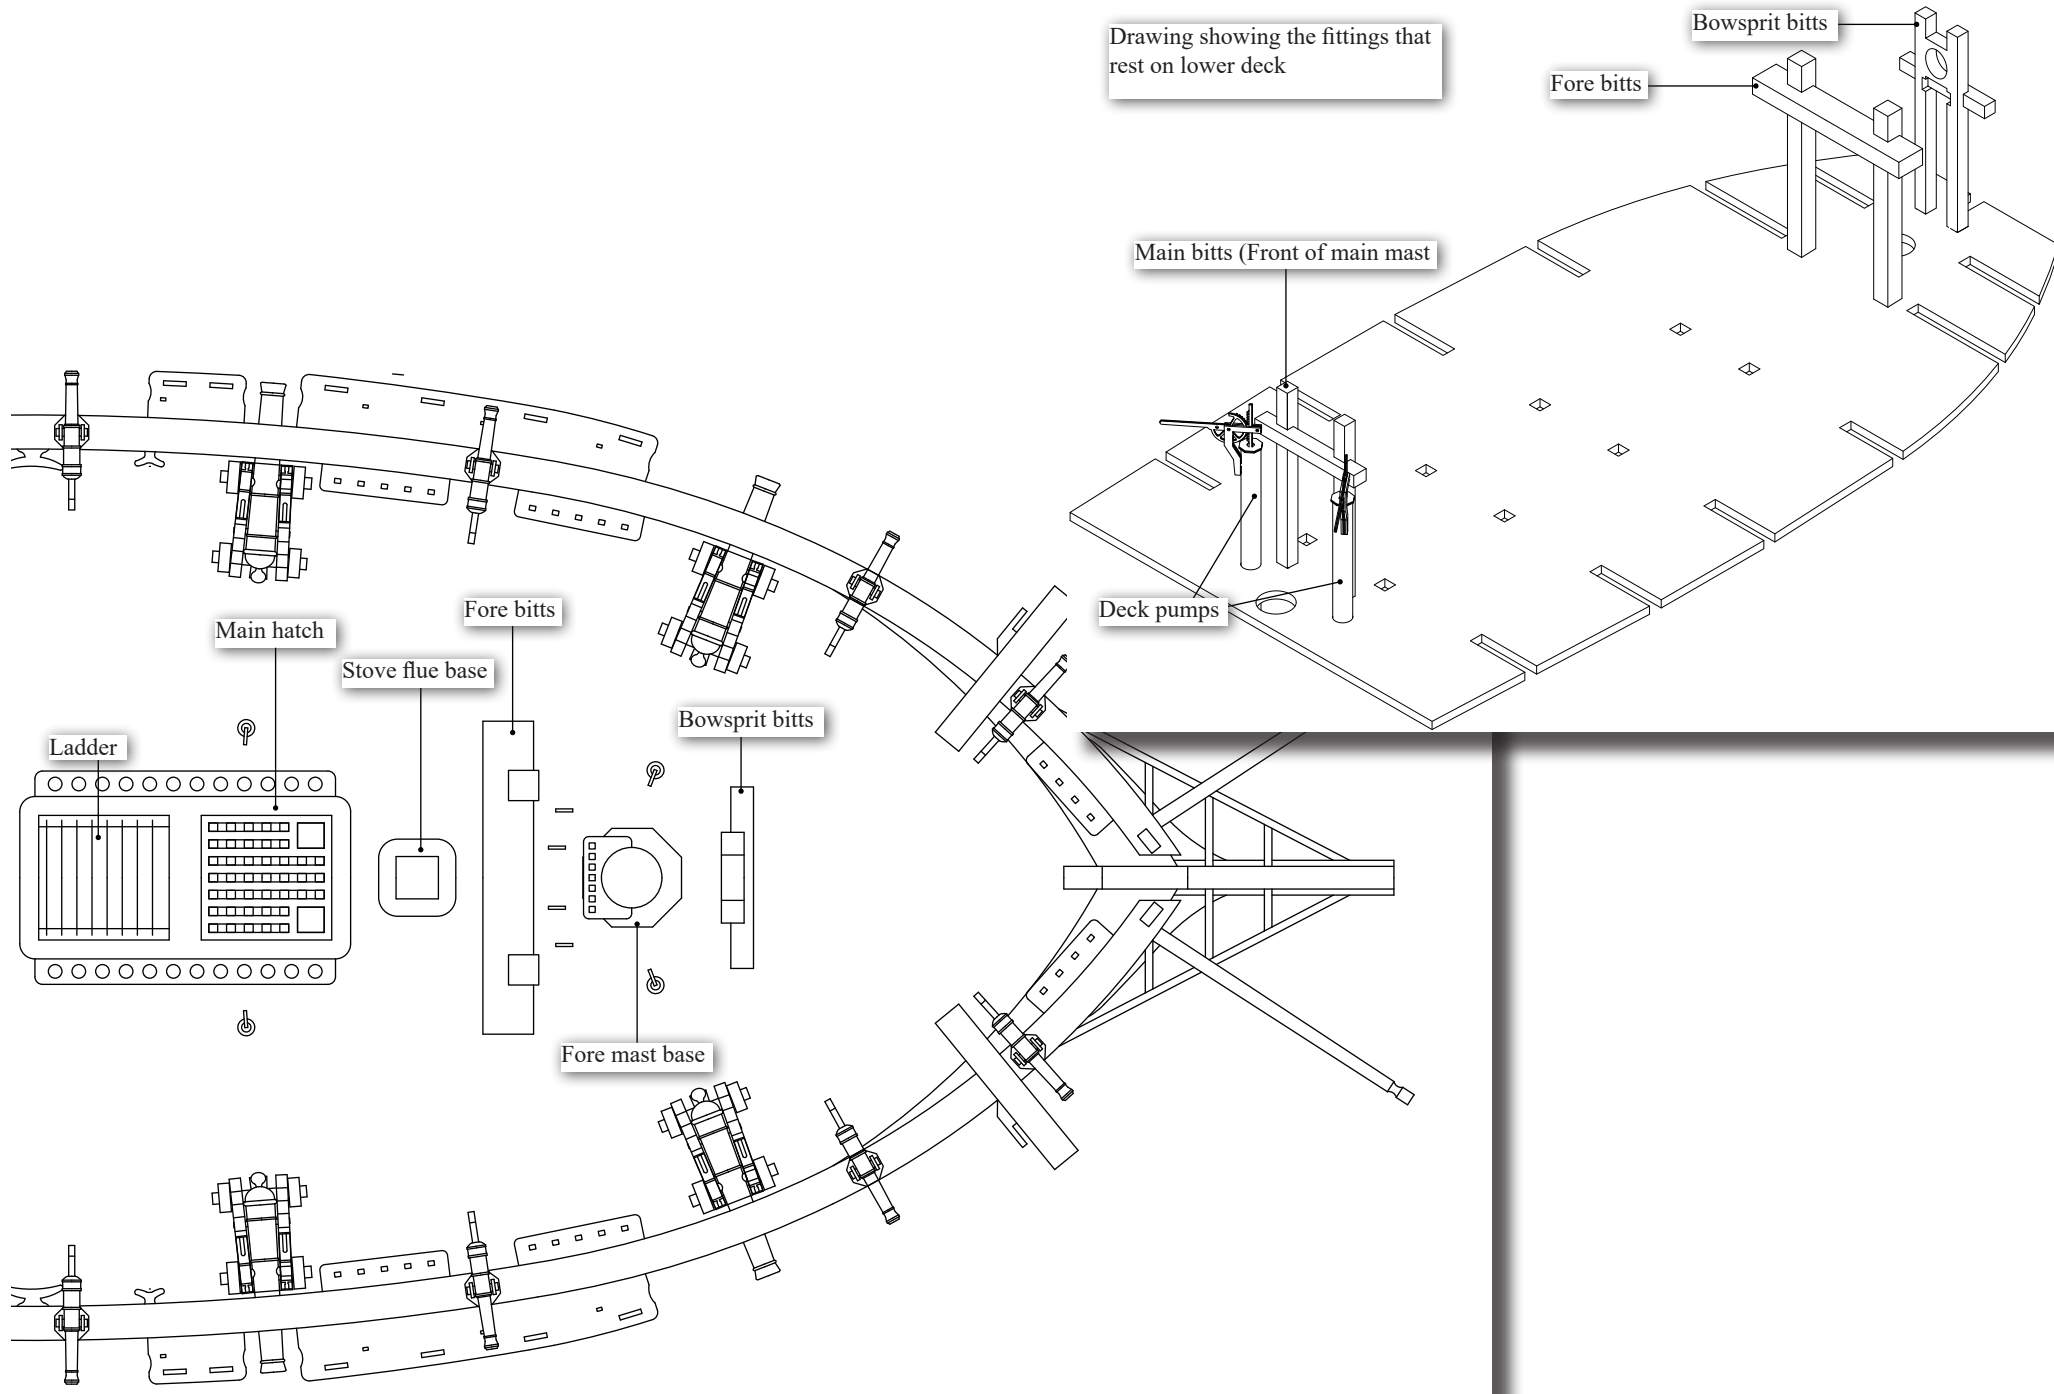 Drawing showing the fittings that
rest on lower deck
Bowsprit bitts
Fore bitts
Main bitts (Front of main mast
Deck pumps
Fore bitts
Main hatch
Stove flue base
Bowsprit bitts
Ladder
Fore mast base